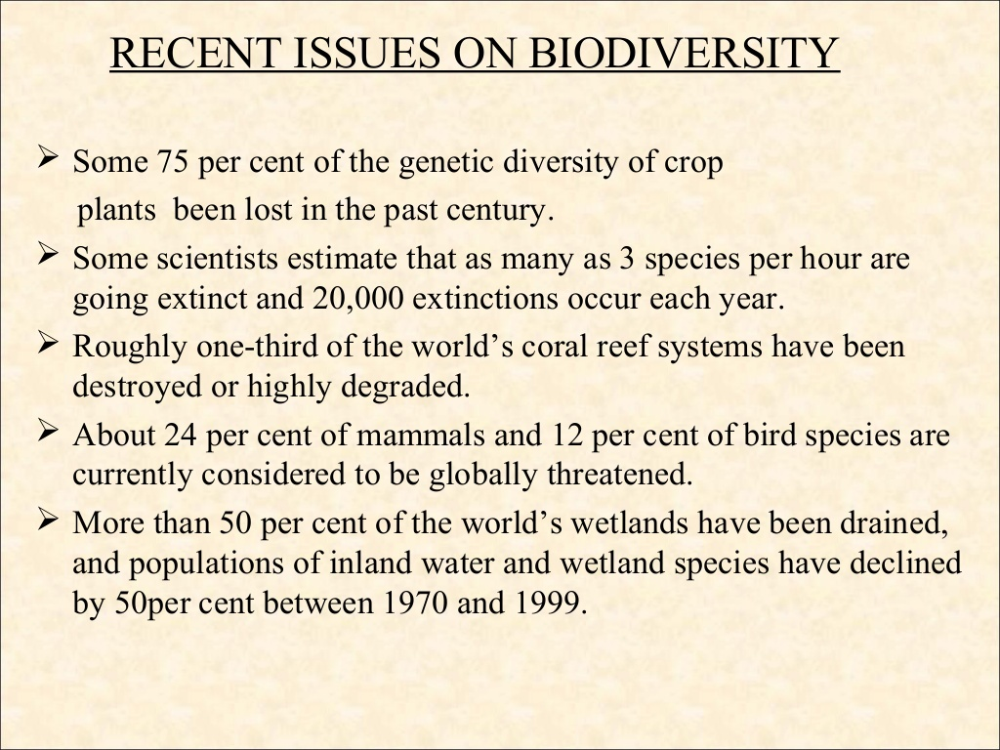 RECENT ISSUES ON BIODIVERSITY
➢ Some 75 per cent of the genetic diversity of crop
plants  been lost in the past century.
➢ Some scientists estimate that as many as 3 species per hour are
going extinct and 20,000 extinctions occur each year.
➢ Roughly one-third of the world’s coral reef systems have been
destroyed or highly degraded.
➢ About 24 per cent of mammals and 12 per cent of bird species are
currently considered to be globally threatened.
➢ More than 50 per cent of the world’s wetlands have been drained,
and populations of inland water and wetland species have declined
by 50per cent between 1970 and 1999.